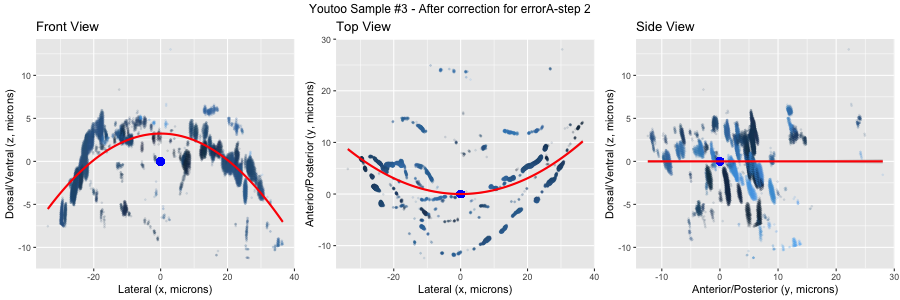 Youtoo Sample #3 - After correction for errorA-step 2
Front View
Top View
Side View
Dorsal/Ventral (z, microns)
10
5
0
-5
-10
-20
0
20
40
Lateral (x, microns)
Anterior/Posterior (y, microns)
30
20
10
0
-10
-20
0
20
40
Lateral (x, microns)
Dorsal/Ventral (z, microns)
10
5
0
-5
-10
-10
0
10
20
30
Anterior/Posterior (y, microns)